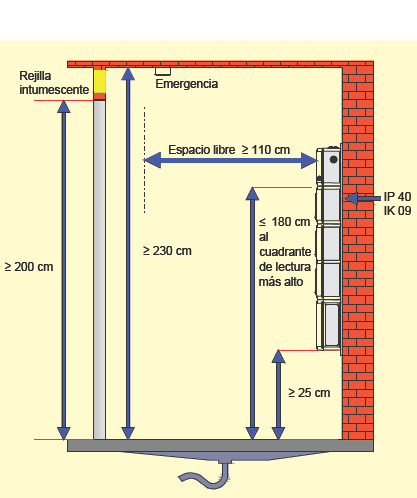 Rejilla
intumescente
Emergencia
Espacio libre ≥ 110 cm
IP 40
IK 09
≤ 180 cm
al
cuadrante
de lectura
más alto
≥ 230 cm
≥ 200 cm
≥ 25 cm